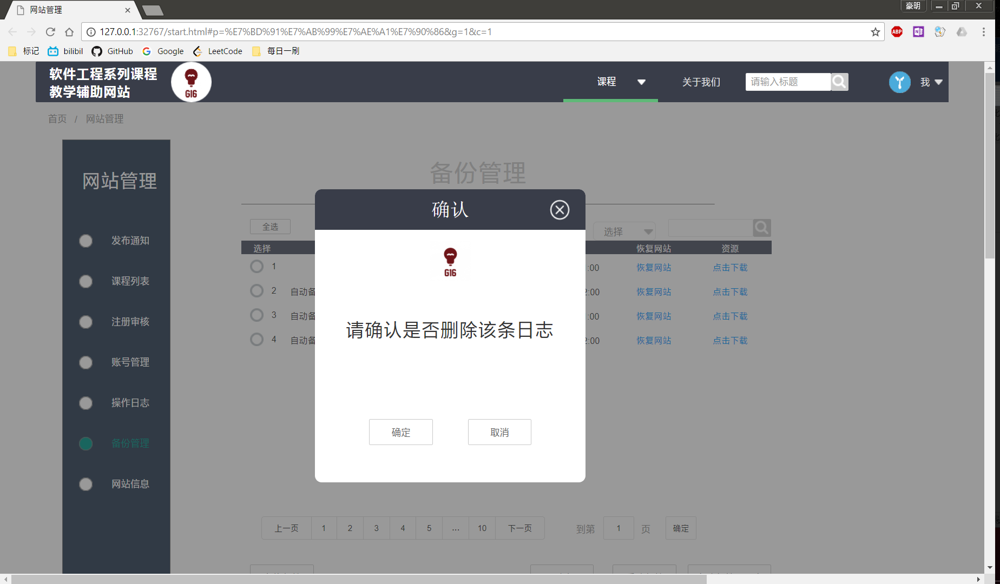 网站管理
豪明
127.0.0.1:32767/start.html#p=%E7%BD%91%E7%AB%99%E7%AE%A1%E7%90%86&g=1&c=1
ABP
N
标记 bilibil GitHub Google LeetCode 每日一刷
软件工程系列课程
教学辅助网站
G16
课程 关于我们 请输入标题 我
首页 / 网站管理
网站管理
发布通知
课程列表
注册审核
账号管理
操作日志
备份管理
网站信息
备份管理
全选 选择
选择 恢复网站 资源
1 :00 恢复网站 点击下载
2 自动备 2:00 恢复网站 点击下载
3 自动备 :00 恢复网站 点击下载
4 自动备 2:00 恢复网站 点击下载
确认
G16
请确认是否删除该条日志
确定 取消
上一页 1 2 3 4 5 ... 10 下一页 到第 1 页 确定